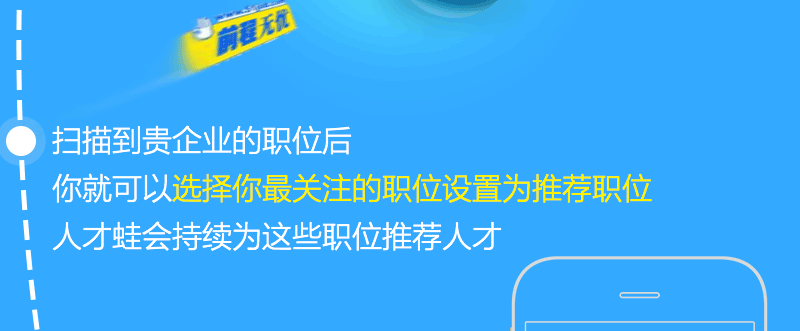 前程无忧
扫描到贵企业的职位后
你就可以选择你最关注的职位设置为推荐职位
人才蛙会持续为这些职位推荐人才